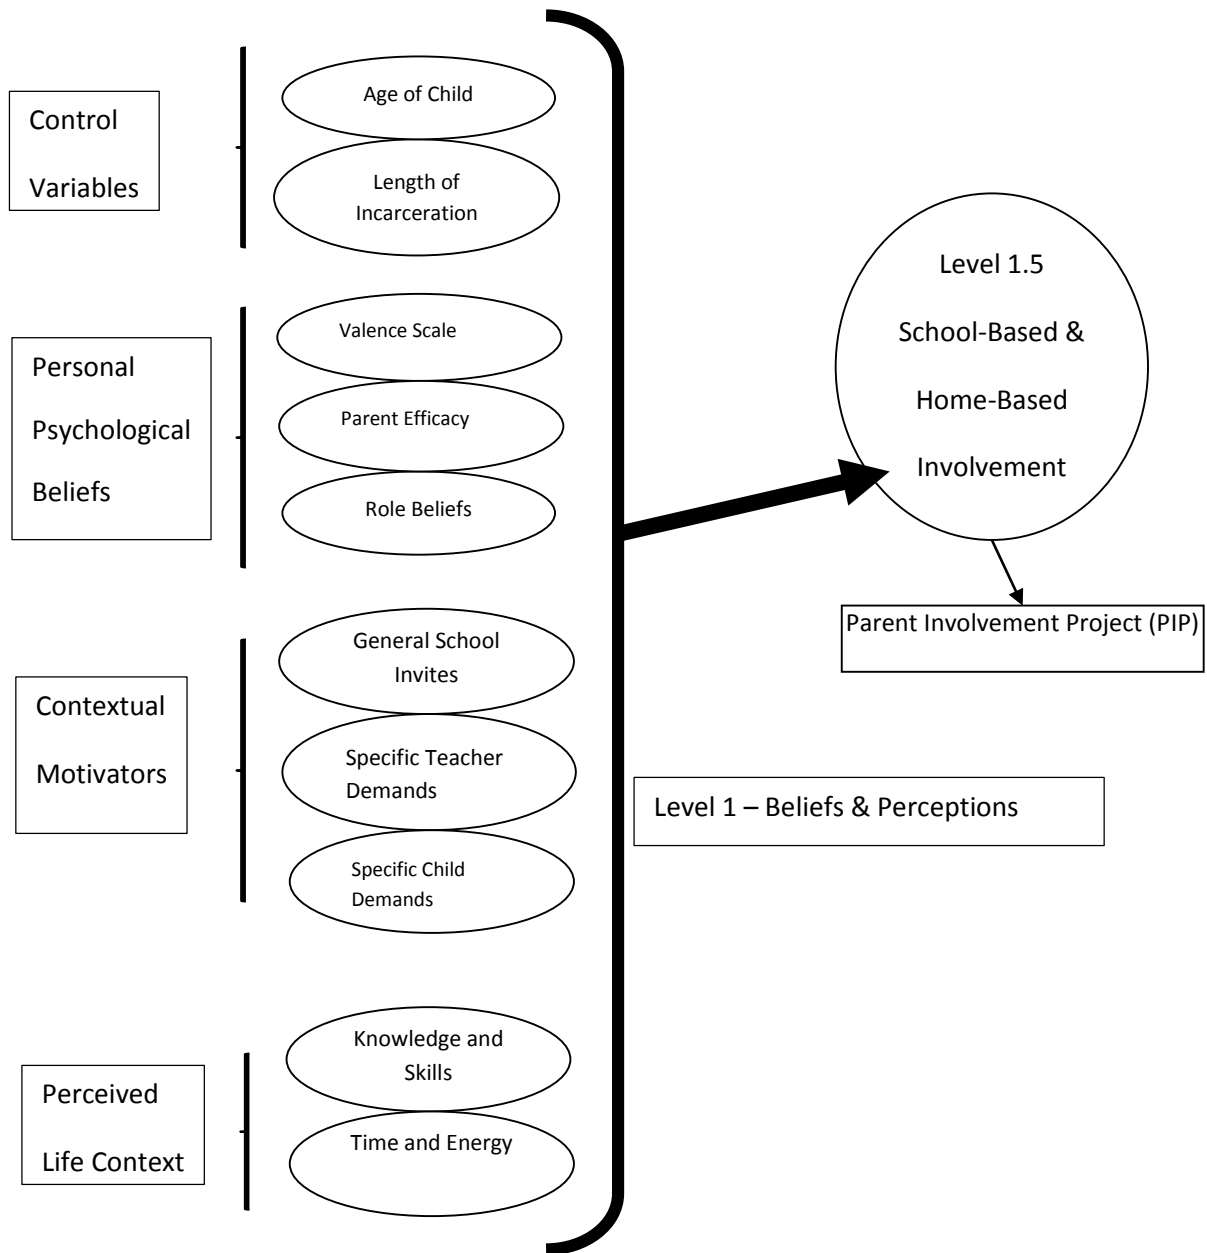 Control
Variables
Age of Child
Length of
Incarceration
Personal
Psychological
Beliefs
Valence Scale
Parent Efficacy
Role Beliefs
Contextual
Motivators
General School
Invites
Specific Teacher
Demands
Specific Child
Demands
Perceived
Life Context
Knowledge and
Skills
Time and Energy
Level 1.5
School-Based &
Home-Based
Involvement
Parent Involvement Project (PIP)
Level 1 – Beliefs & Perceptions